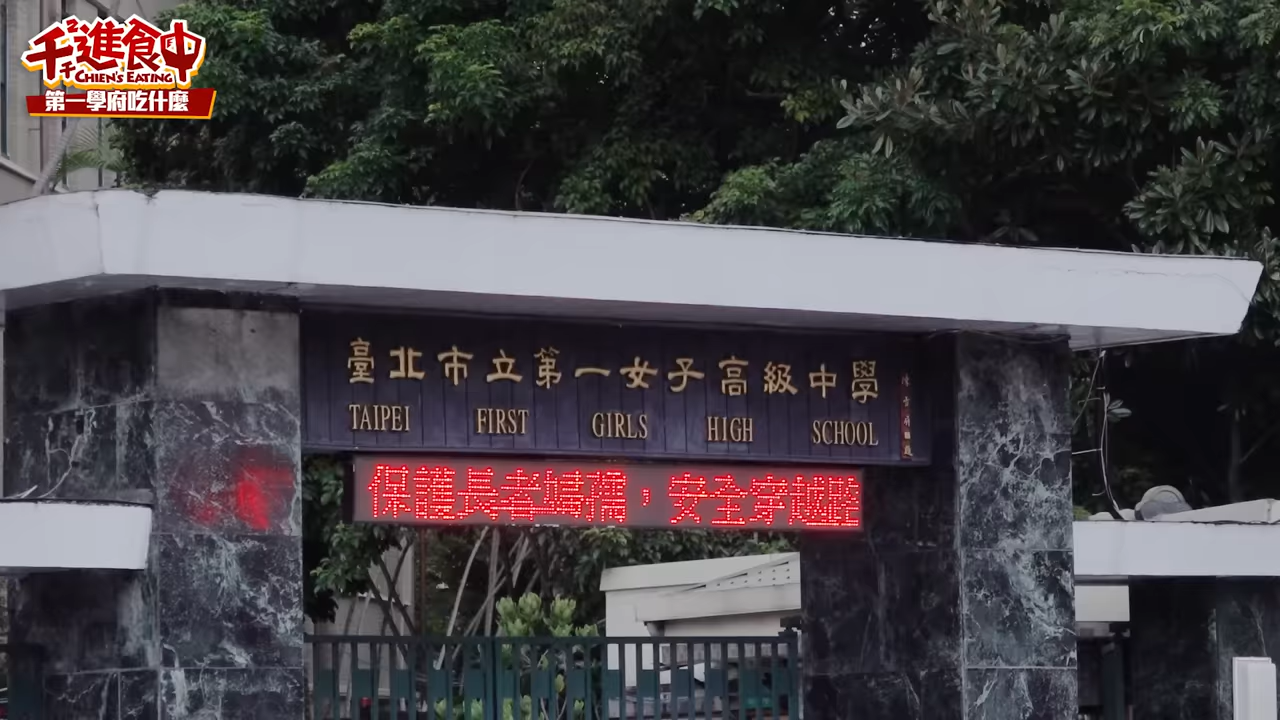 千千進食中
CHIEN'S EATING
第一學府吃什麼
臺北市立第一女子高級中學
TAIPEI FIRST GIRLS HIGH SCHOOL
保護長者婦孺,安全穿越